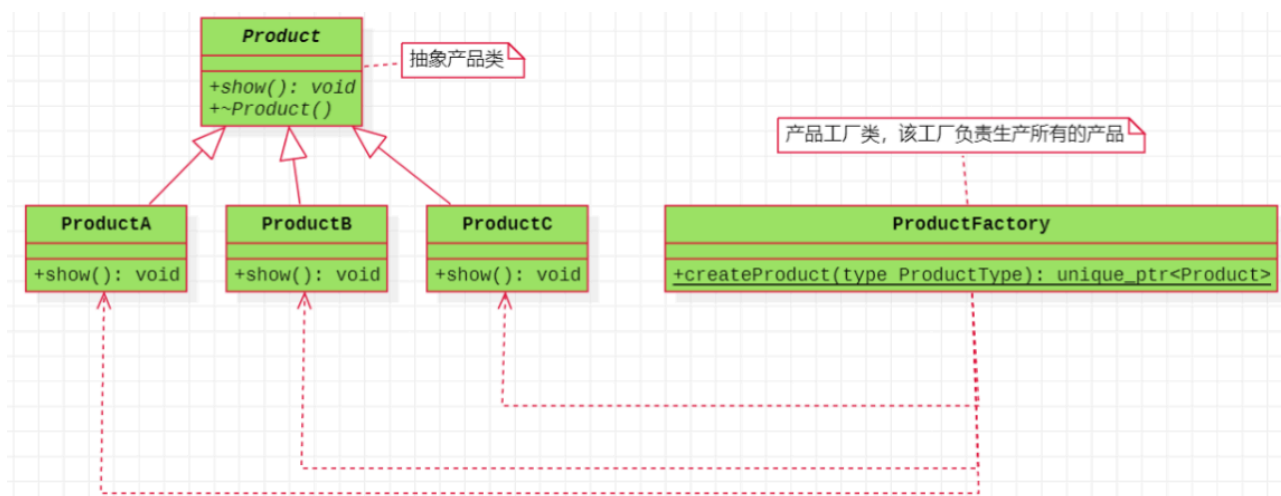 Product
+show(): void
+~Product()
抽象产品类
产品工厂类，该工厂负责生产所有的产品
ProductA
+show(): void
ProductB
+show(): void
ProductC
+show(): void
ProductFactory
+createProduct(type ProductType): unique_ptr<Product>